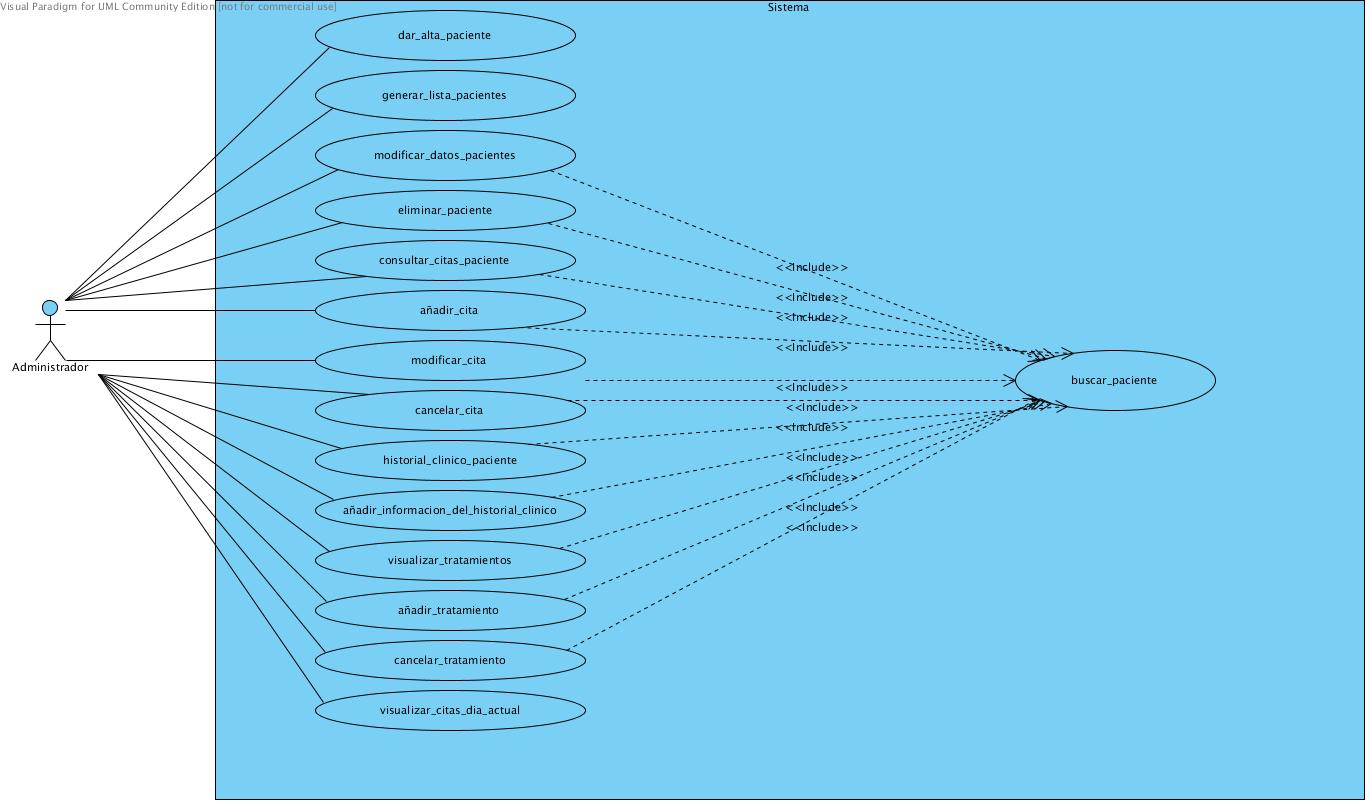 Visual Paradigm for UML Community Edition [not for commercial use]
Sistema
dar_alta_paciente
generar_lista_pacientes
modificar_datos_pacientes
eliminar_paciente
consultar_citas_paciente
<<Include>>
<<Include>>
añadir_cita
<<Include>>
<<Include>>
modificar_cita
Administrador
buscar_paciente
<<Include>>
cancelar_cita
<<Include>>
<<Include>>
historial_clinico_paciente
<<Include>>
<<Include>>
añadir_informacion_del_historial_clinico
<<Include>>
<<Include>>
visualizar_tratamientos
añadir_tratamiento
cancelar_tratamiento
visualizar_citas_dia_actual